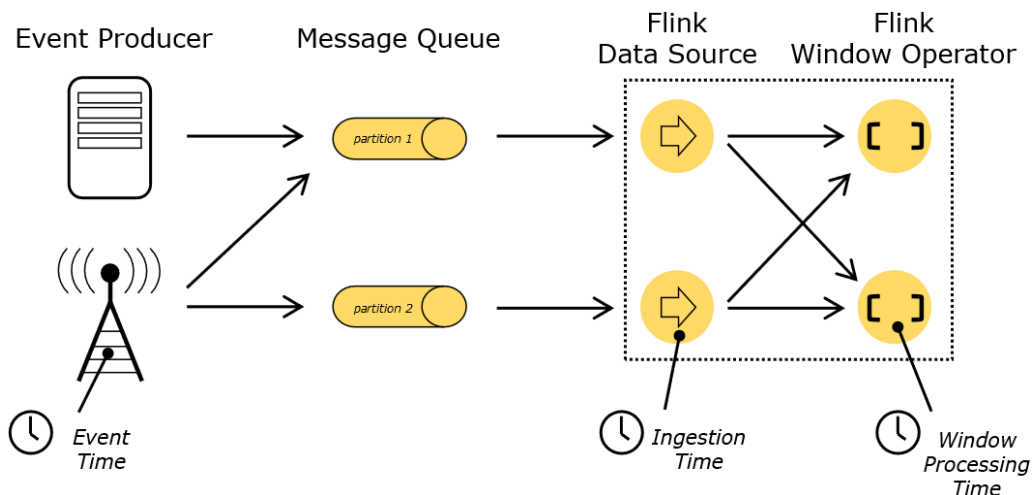 Event Producer
Message Queue
Flink
Data Source
Flink
Window Operator
partition 1
partition 2
Event
Time
Ingestion
Time
Window
Processing
Time